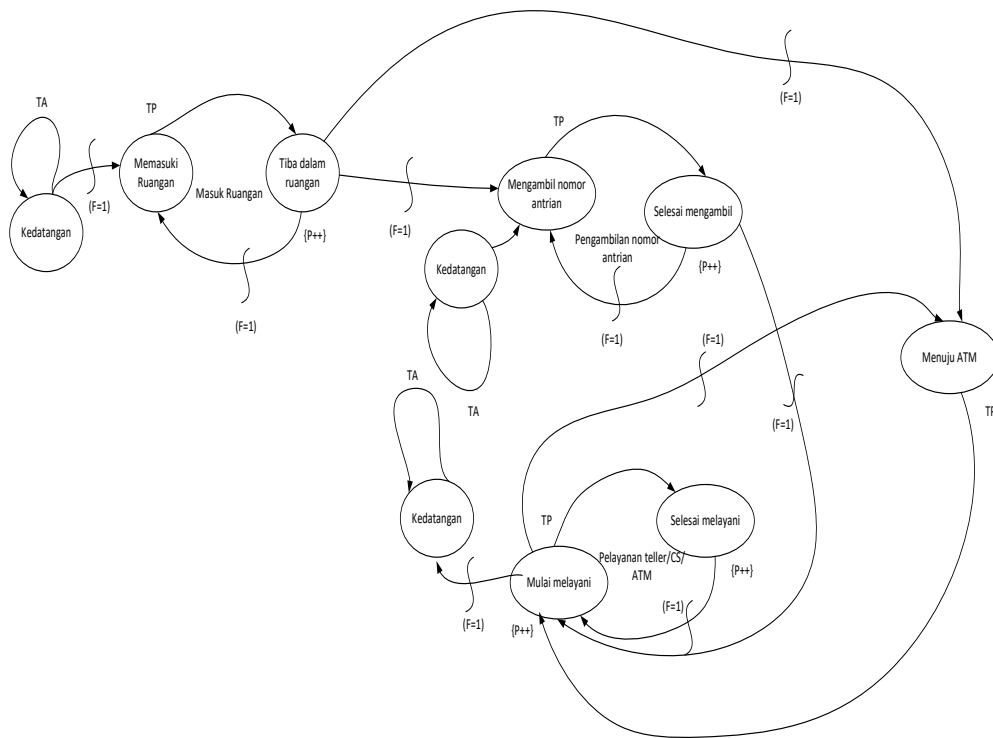 (F=1)
TA
TP
TP
Memasuki
Ruangan
Tiba dalam
ruangan
Masuk Ruangan
Mengambil nomor
antrian
Selesai mengambil
(F=1)
Kedatangan
(F=1)
{P++}
Pengambilan nomor
antrian
Kedatangan
{P++}
(F=1)
(F=1)
(F=1)
Menuju ATM
TA
TA
TP
(F=1)
Kedatangan
TP
Selesai melayani
Pelayanan teller/CS/
ATM
{P++}
Mulai melayani
(F=1)
(F=1)
{P++}